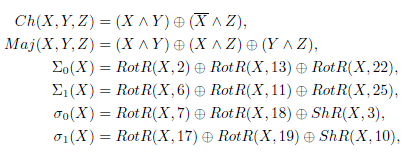 Ch(X, Y, Z) = (X ∧ Y) ⊕ (X̅ ∧ Z),
Maj(X, Y, Z) = (X ∧ Y) ⊕ (X ∧ Z) ⊕ (Y ∧ Z),
Σ₀(X) = RotR(X, 2) ⊕ RotR(X, 13) ⊕ RotR(X, 22),
Σ₁(X) = RotR(X, 6) ⊕ RotR(X, 11) ⊕ RotR(X, 25),
σ₀(X) = RotR(X, 7) ⊕ RotR(X, 18) ⊕ ShR(X, 3),
σ₁(X) = RotR(X, 17) ⊕ RotR(X, 19) ⊕ ShR(X, 10),